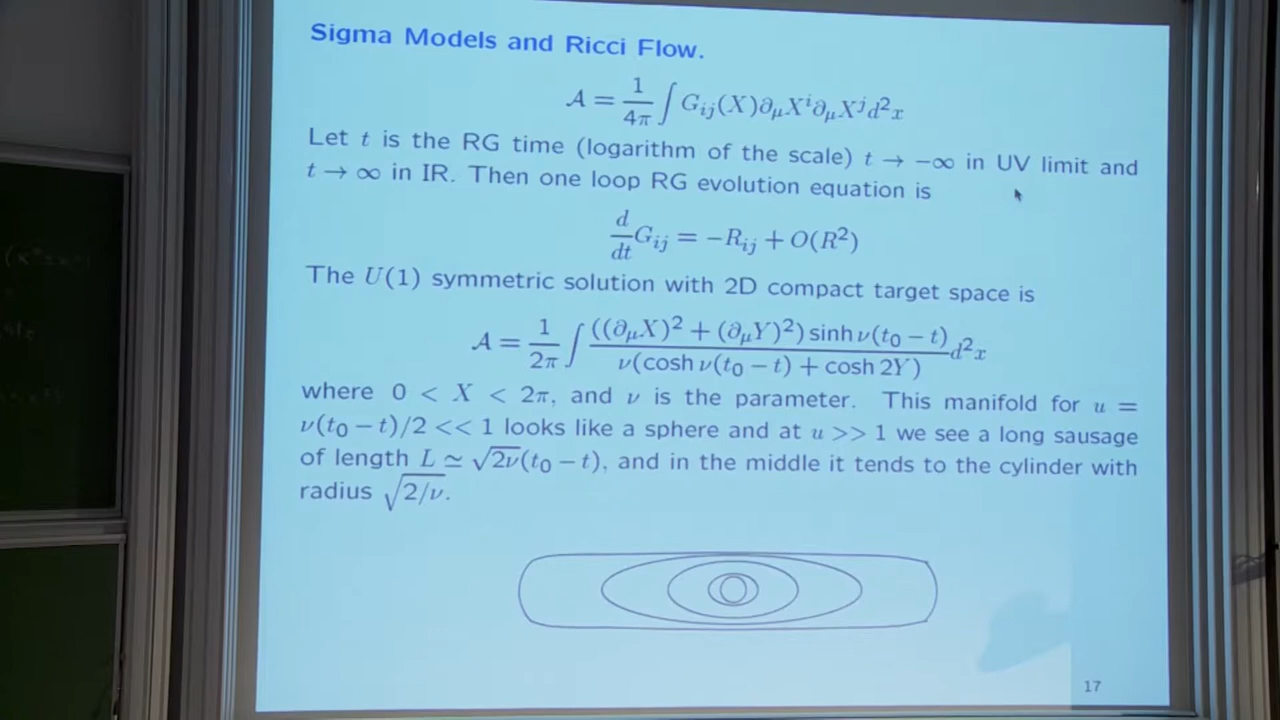 Sigma Models and Ricci Flow.
𝒜 = 1/4π ∫ G_ij(X)∂_μX^i∂_μX^j d²x
Let t is the RG time (logarithm of the scale) t → −∞ in UV limit and
t → ∞ in IR. Then one loop RG evolution equation is
d/dt G_ij = −R_ij + O(R²)
The U(1) symmetric solution with 2D compact target space is
𝒜 = 1/2π ∫ ((∂_μX)² + (∂_μY)²) sinh ν(t₀ − t) / ν(cosh ν(t₀ − t) + cosh 2Y) d²x
where 0 < X < 2π, and ν is the parameter. This manifold for u =
ν(t₀ − t)/2 << 1 looks like a sphere and at u >> 1 we see a long sausage
of length L ≃ √2ν(t₀ − t), and in the middle it tends to the cylinder with
radius √2/ν.
17